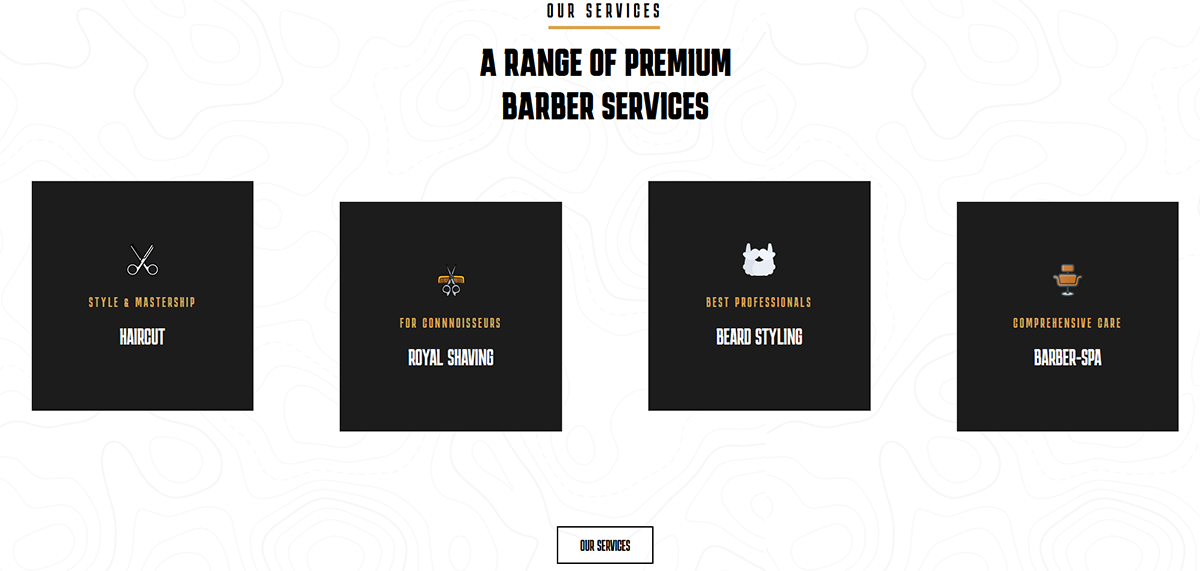 OUR SERVICES
A RANGE OF PREMIUM
BARBER SERVICES
STYLE & MASTERSHIP
HAIRCUT
FOR CONNNOISSEURS
ROYAL SHAVING
BEST PROFESSIONALS
BEARD STYLING
COMPREHENSIVE CARE
BARBER-SPA
OUR SERVICES